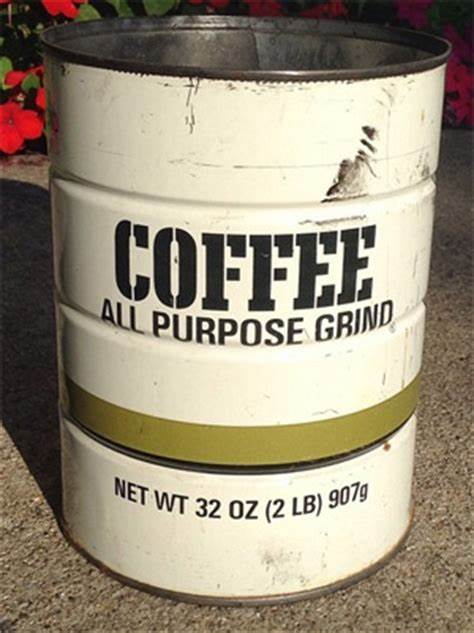 COFFEE
ALL PURPOSE GRIND
NET WT 32 OZ (2 LB) 907g